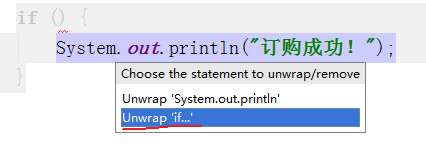 if () {
System.out.println("订购成功！");
}
Choose the statement to unwrap/remove
Unwrap 'System.out.println'
Unwrap 'if...'